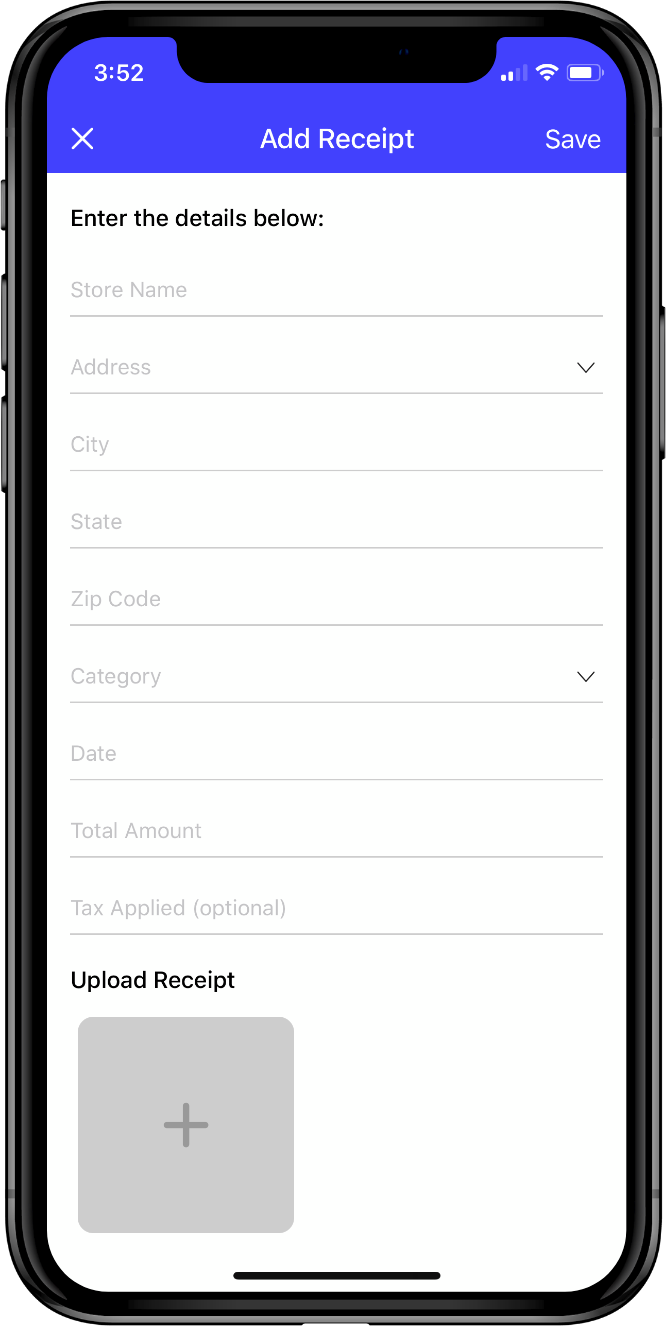 3:52
Add Receipt
Save
Enter the details below:
Store Name
Address
City
State
Zip Code
Category
Date
Total Amount
Tax Applied (optional)
Upload Receipt